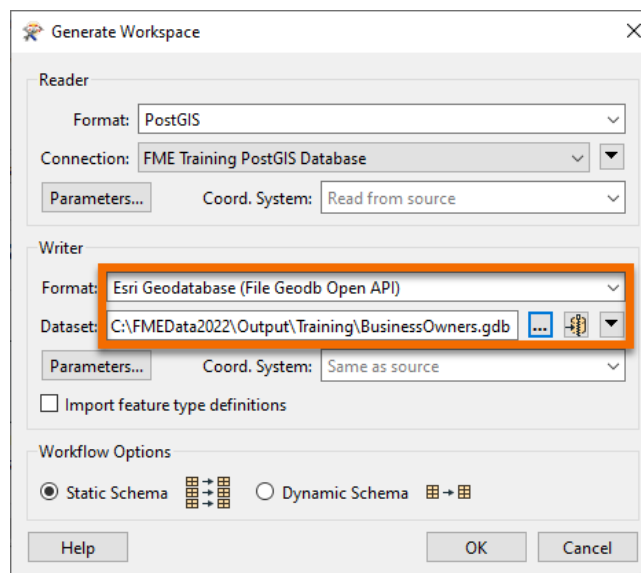 Generate Workspace
Reader
Format: PostGIS
Connection: FME Training PostGIS Database
Parameters... Coord. System: Read from source
Writer
Format: Esri Geodatabase (File Geodb Open API)
Dataset: C:\FMEData2022\Output\Training\BusinessOwners.gdb ...
Parameters... Coord. System: Same as source
Import feature type definitions
Workflow Options
Static Schema Dynamic Schema
Help OK Cancel